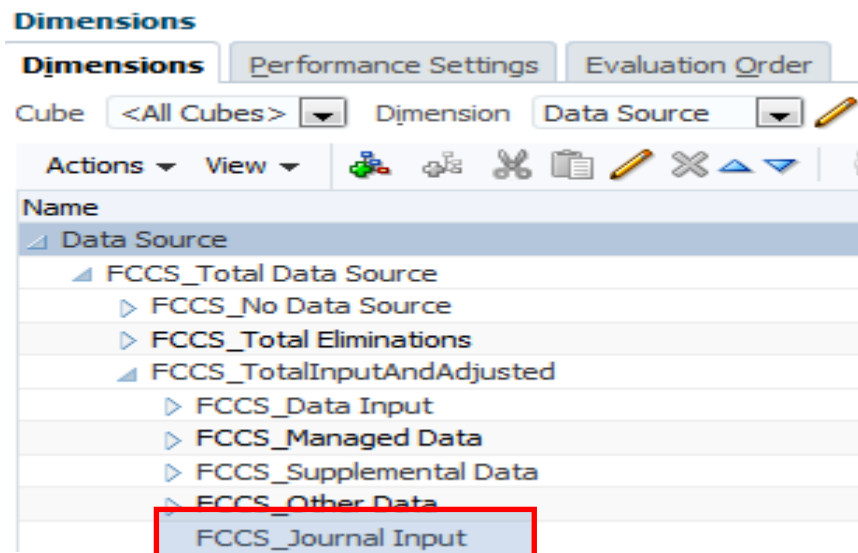 Dimensions
Dimensions Performance Settings Evaluation Order
Cube <All Cubes> Dimension Data Source
Actions View
Name
Data Source
FCCS_Total Data Source
FCCS_No Data Source
FCCS_Total Eliminations
FCCS_TotalInputAndAdjusted
FCCS_Data Input
FCCS_Managed Data
FCCS_Supplemental Data
FCCS_Other Data
FCCS_Journal Input